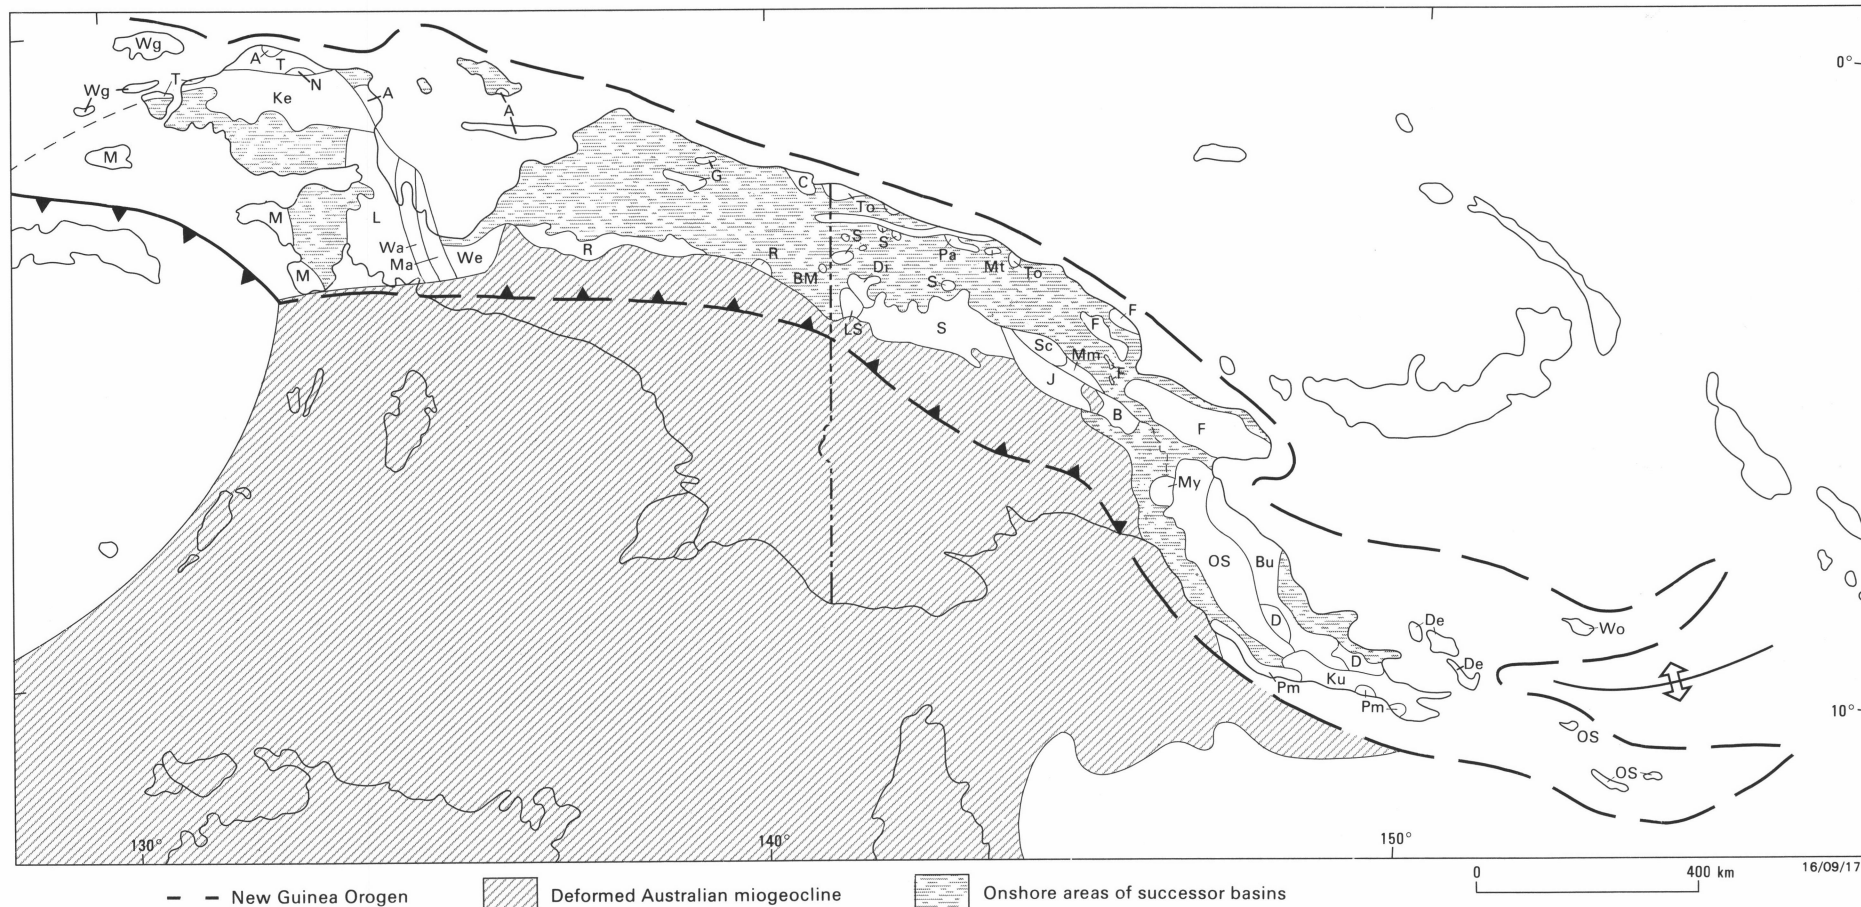 Wg
A
T
N
T
Wg
Ke
A
A
0°
M
G
C
To
M
L
S
S
Wa
R
R
Pa
Ma
We
BM
Di
Mt
To
M
S
LS
S
F
F
Sc
Mm
F
J
B
F
My
OS
Bu
D
De
Wo
D
De
Ku
Pm
Pm
10°
OS
OS
130°
140°
150°
16/09/17
New Guinea Orogen
Deformed Australian miogeocline
Onshore areas of successor basins
0
400 km